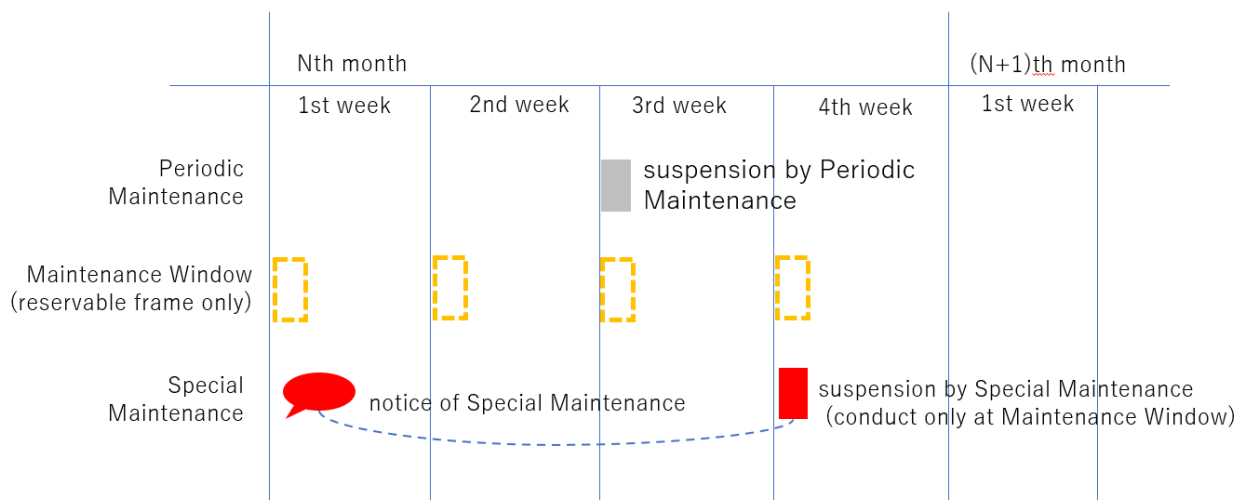 Nth month
(N+1)th month
1st week
2nd week
3rd week
4th week
1st week
Periodic
Maintenance
suspension by Periodic
Maintenance
Maintenance Window
(reservable frame only)
Special
Maintenance
notice of Special Maintenance
suspension by Special Maintenance
(conduct only at Maintenance Window)